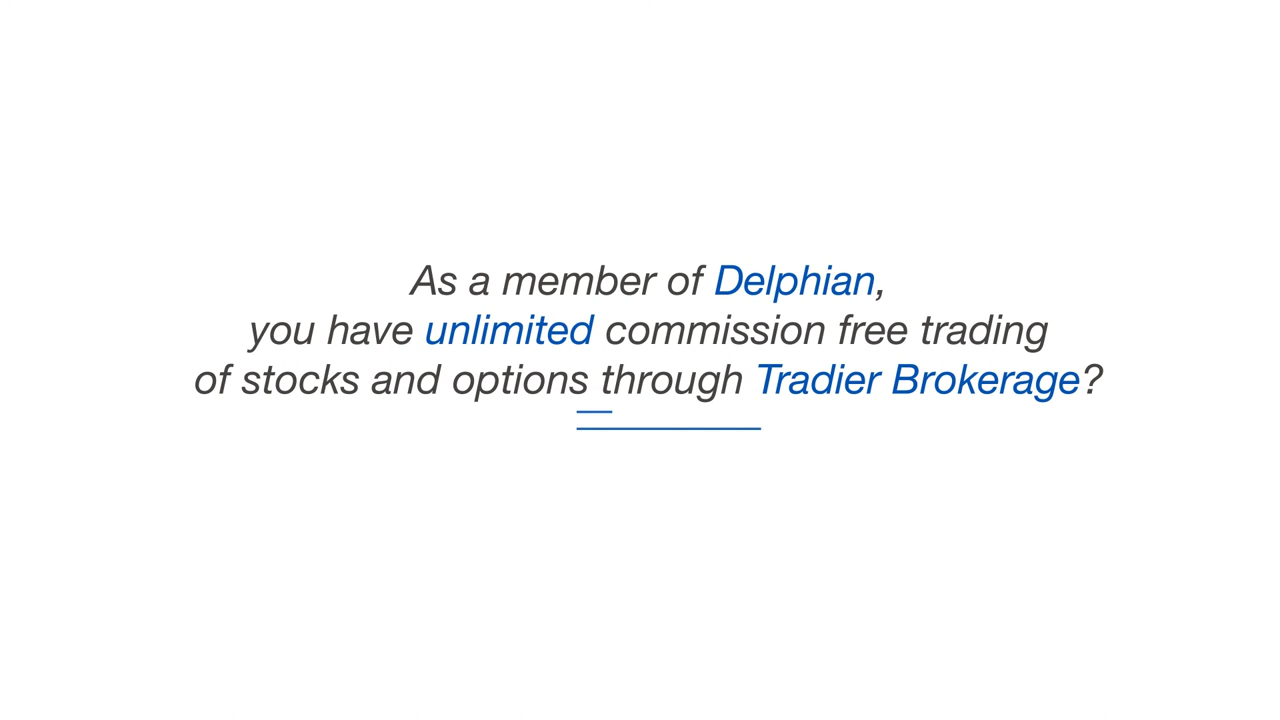 As a member of Delphian,
you have unlimited commission free trading
of stocks and options through Tradier Brokerage?